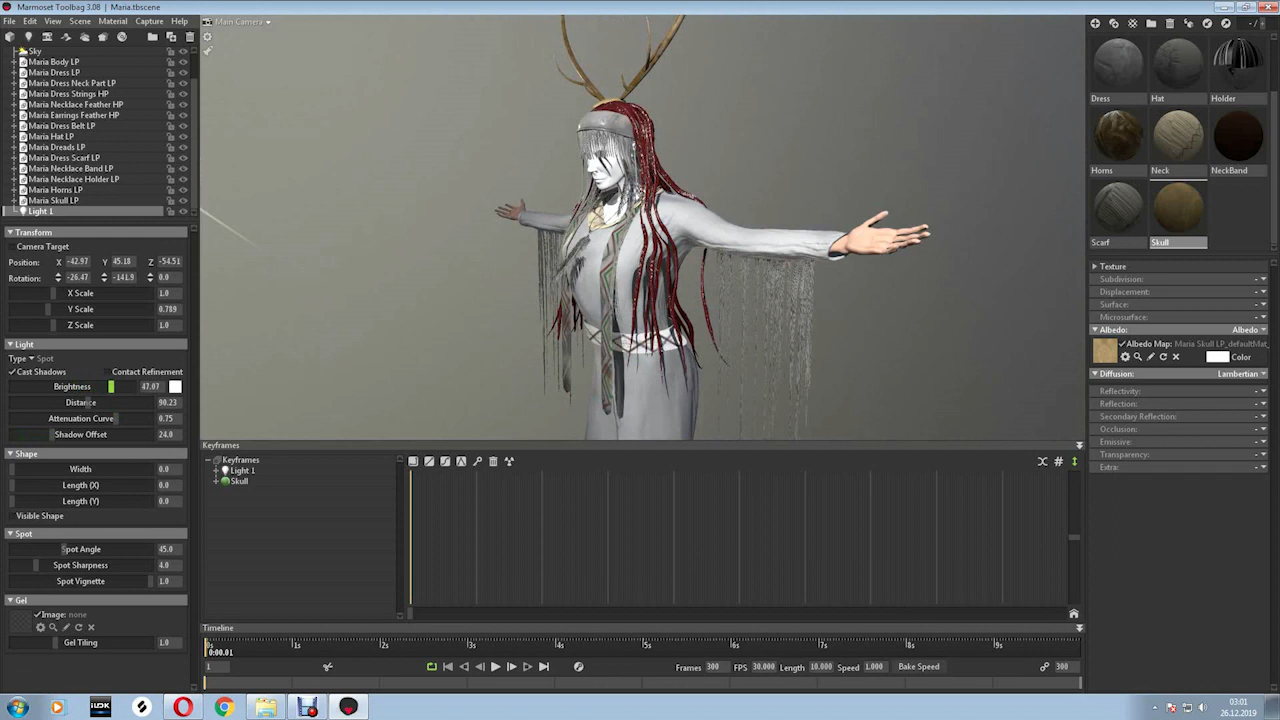 Marmoset Toolbag 3.08 | Maria.tbscene
File Edit View Scene Material Capture Help
Main Camera
Sky
Maria Body LP
Maria Dress LP
Maria Dress Neck Part LP
Maria Dress Strings HP
Maria Necklace Feather HP
Maria Earrings Feather HP
Maria Dress Belt LP
Maria Hat LP
Maria Dreads LP
Maria Dress Scarf LP
Maria Necklace Band LP
Maria Necklace Holder LP
Maria Horns LP
Maria Skull LP
Light 1
Transform
Camera Target
Position: X -42.97 Y 45.18 Z -54.51
Rotation: -26.47 -141.9 0.0
X Scale 1.0
Y Scale 0.789
Z Scale 1.0
Light
Type Spot
Cast Shadows Contact Refinement
Brightness 47.07
Distance 90.23
Attenuation Curve 0.75
Shadow Offset 24.0
Shape
Width 0.0
Length (X) 0.0
Length (Y) 0.0
Visible Shape
Spot
Spot Angle 45.0
Spot Sharpness 4.0
Spot Vignette 1.0
Gel
Image: none
Gel Tiling 1.0
Keyframes
Keyframes
Light 1
Skull
Timeline
0s 1s 2s 3s 4s 5s 6s 7s 8s 9s
0:00.01
1 Frames 300 FPS 30.000 Length 10.000 Speed 1.000 Bake Speed 300
Dress Hat Holder
Horns Neck NeckBand
Scarf Skull
Texture
Subdivision:
Displacement:
Surface:
Microsurface:
Albedo: Albedo
Albedo Map: Maria Skull LP_defaultMat_
Color
Diffusion: Lambertian
Reflectivity:
Reflection:
Secondary Reflection:
Occlusion:
Emissive:
Transparency:
Extra:
03:01
26.12.2019